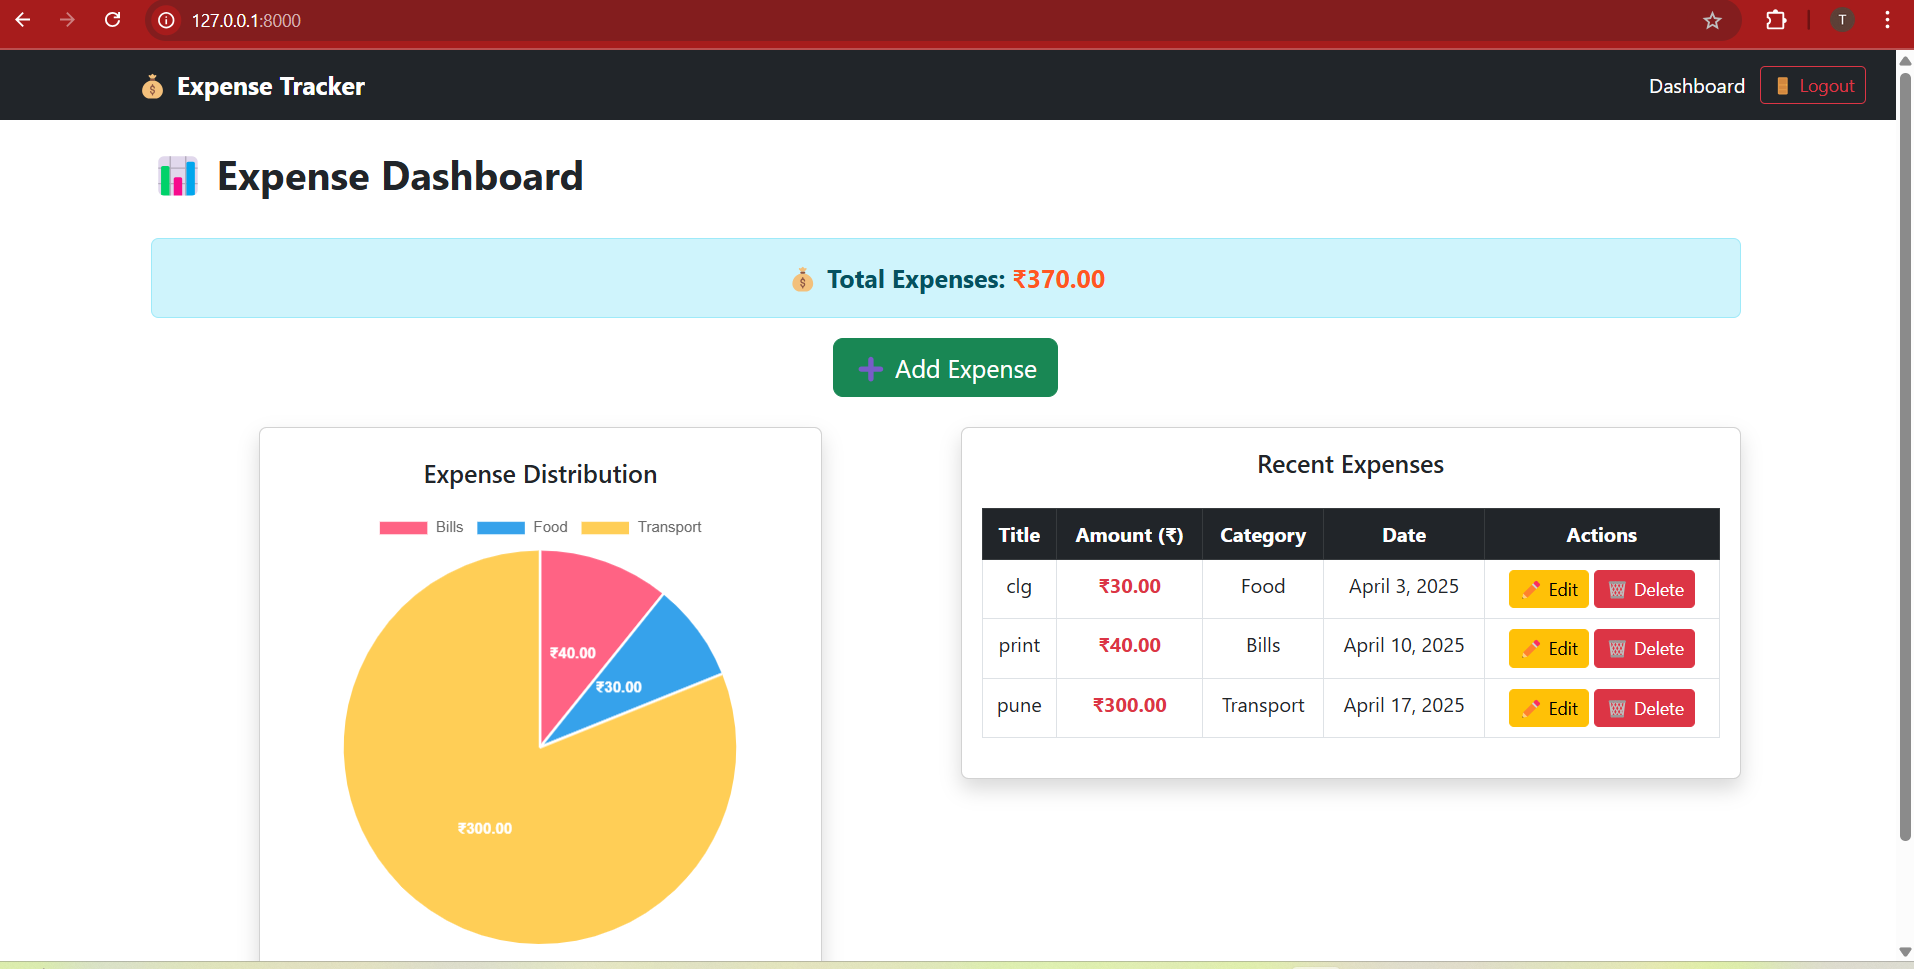 127.0.0.1:8000
T
Expense Tracker
Dashboard
Logout
Expense Dashboard
Total Expenses: ₹370.00
Add Expense
Expense Distribution
Bills Food Transport
₹40.00
₹30.00
₹300.00
Recent Expenses
Title Amount (₹) Category Date Actions
clg ₹30.00 Food April 3, 2025 Edit Delete
print ₹40.00 Bills April 10, 2025 Edit Delete
pune ₹300.00 Transport April 17, 2025 Edit Delete